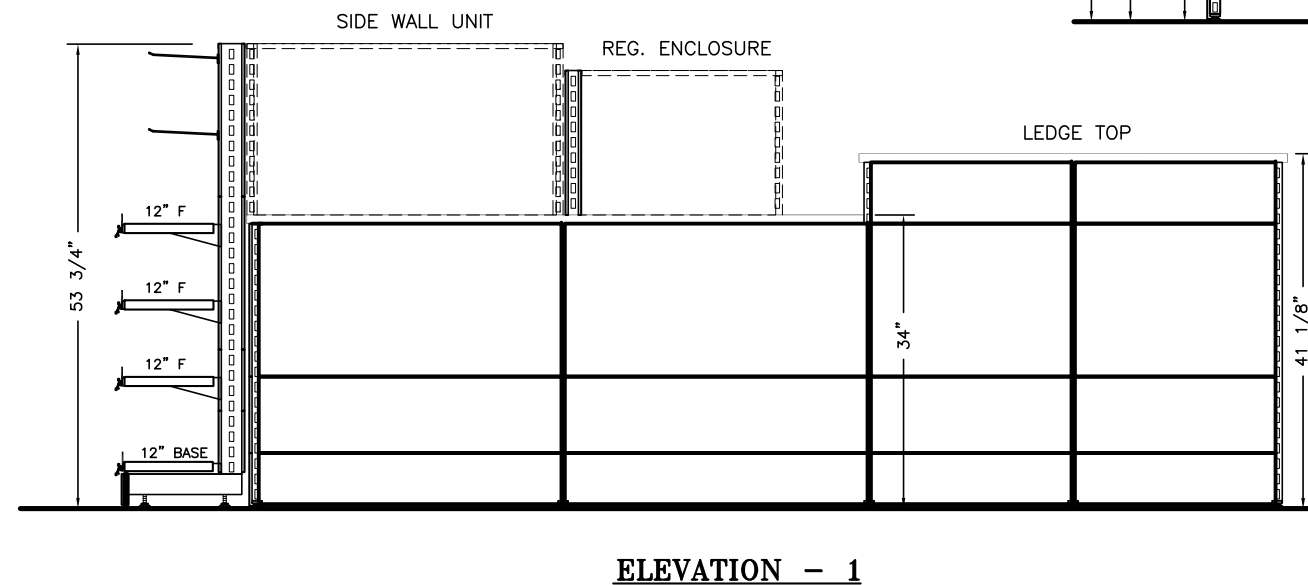 SIDE WALL UNIT
REG. ENCLOSURE
LEDGE TOP
12" F
53 3/4"
12" F
41 1/8"
34"
12" F
12" BASE
ELEVATION - 1